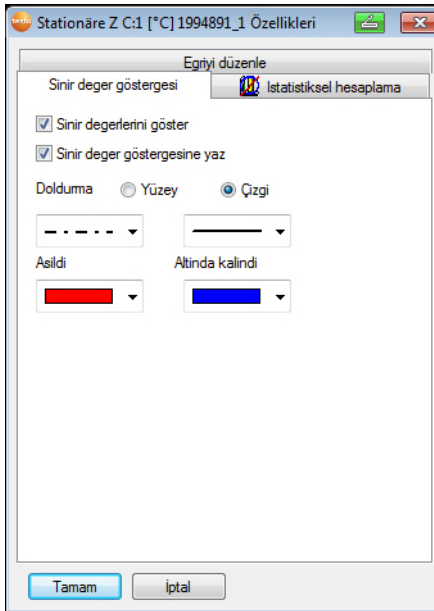 testo Stationäre Z C:1 [°C] 1994891_1 Özellikleri
Egriyi düzenle
Sinir deger göstergesi Istatistiksel hesaplama
Sinir degerlerini göster
Sinir deger göstergesine yaz
Doldurma Yüzey Çizgi
Asildi Altinda kalindi
Tamam İptal